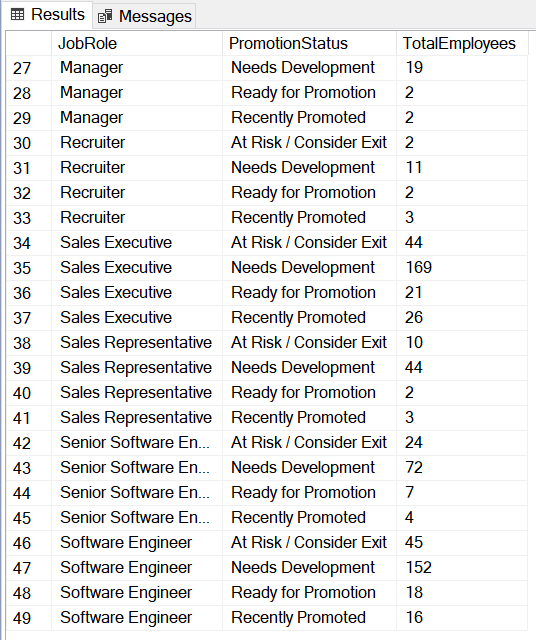 Results Messages
JobRole PromotionStatus TotalEmployees
27 Manager Needs Development 19
28 Manager Ready for Promotion 2
29 Manager Recently Promoted 2
30 Recruiter At Risk / Consider Exit 2
31 Recruiter Needs Development 11
32 Recruiter Ready for Promotion 2
33 Recruiter Recently Promoted 3
34 Sales Executive At Risk / Consider Exit 44
35 Sales Executive Needs Development 169
36 Sales Executive Ready for Promotion 21
37 Sales Executive Recently Promoted 26
38 Sales Representative At Risk / Consider Exit 10
39 Sales Representative Needs Development 44
40 Sales Representative Ready for Promotion 2
41 Sales Representative Recently Promoted 3
42 Senior Software En... At Risk / Consider Exit 24
43 Senior Software En... Needs Development 72
44 Senior Software En... Ready for Promotion 7
45 Senior Software En... Recently Promoted 4
46 Software Engineer At Risk / Consider Exit 45
47 Software Engineer Needs Development 152
48 Software Engineer Ready for Promotion 18
49 Software Engineer Recently Promoted 16